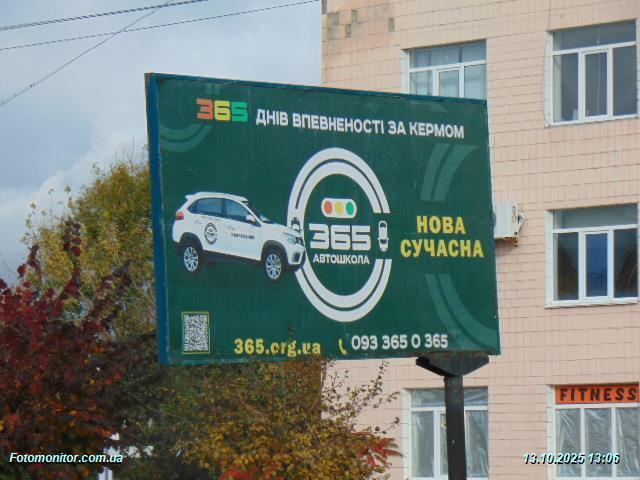 365 ДНІВ ВПЕВНЕНОСТІ ЗА КЕРМОМ
365
АВТОШКОЛА
НОВА
СУЧАСНА
365.org.ua
093 365 0 365
FITNESS
Fotomonitor.com.ua
13.10.2025 13:06